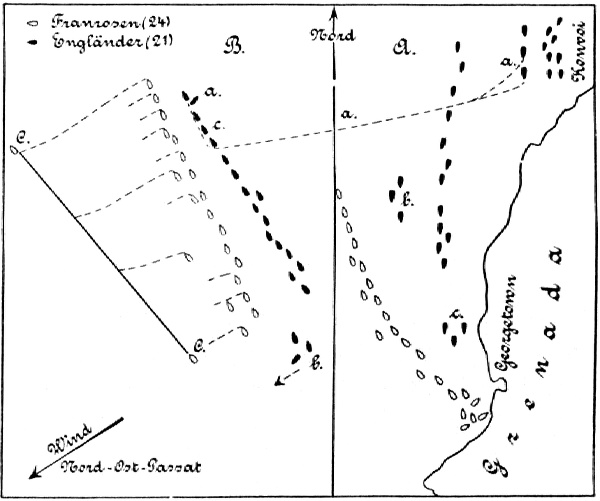 Franzosen (24)
Engländer (21)
B.
Nord
A.
a.
Konvoi
a.
c.
a.
C.
b.
c.
C.
b.
Georgetown
Grenada
Wind
Nord-Ost-Passat